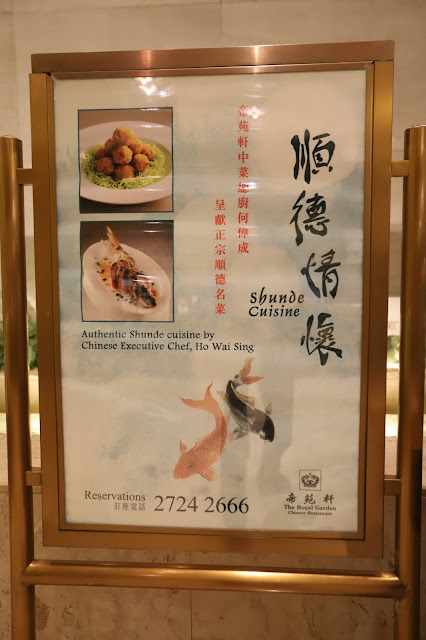 順德情懷
Shunde
Cuisine
帝苑軒中菜總廚何偉成
呈獻正宗順德名菜
Authentic Shunde cuisine by
Chinese Executive Chef, Ho Wai Sing
Reservations
訂座電話
2724 2666
帝苑軒
The Royal Garden
Chinese Restaurant